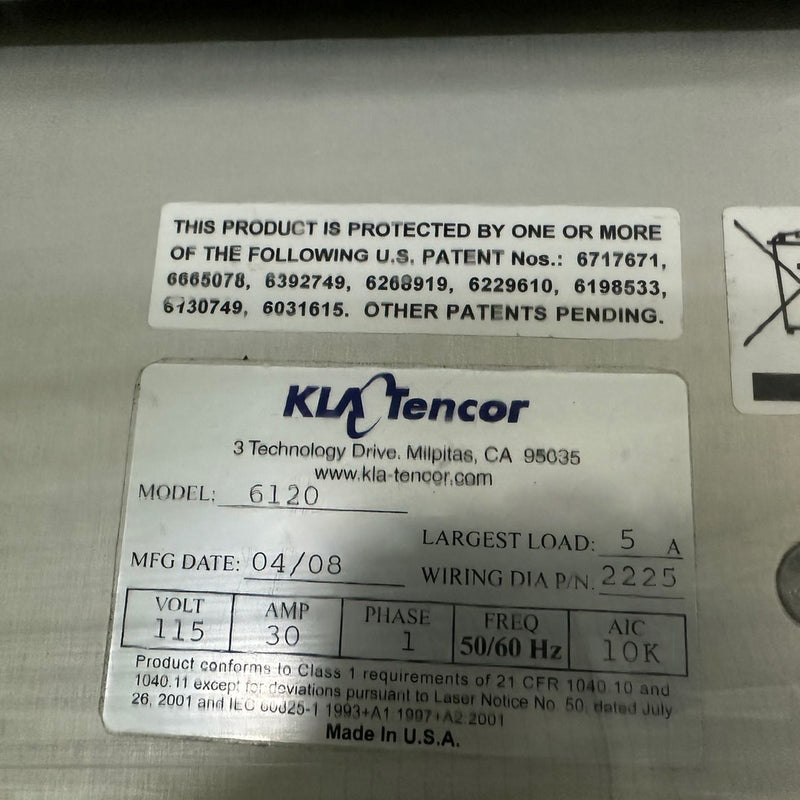 THIS PRODUCT IS PROTECTED BY ONE OR MORE
OF THE FOLLOWING U.S. PATENT Nos.: 6717671,
6665078, 6392749, 6268919, 6229610, 6198533,
6130749, 6031615. OTHER PATENTS PENDING.
KLA Tencor
3 Technology Drive. Milpitas, CA 95035
www.kla-tencor.com
MODEL: 6120
LARGEST LOAD: 5 A
MFG DATE: 04/08
WIRING DIA P/N. 2225
VOLT AMP PHASE FREQ AIC
115 30 1 50/60 Hz 10K
Product conforms to Class 1 requirements of 21 CFR 1040.10 and
1040.11 except for deviations pursuant to Laser Notice No. 50, dated July
26, 2001 and IEC 60825-1 1993+A1 1997+A2 2001
Made In U.S.A.